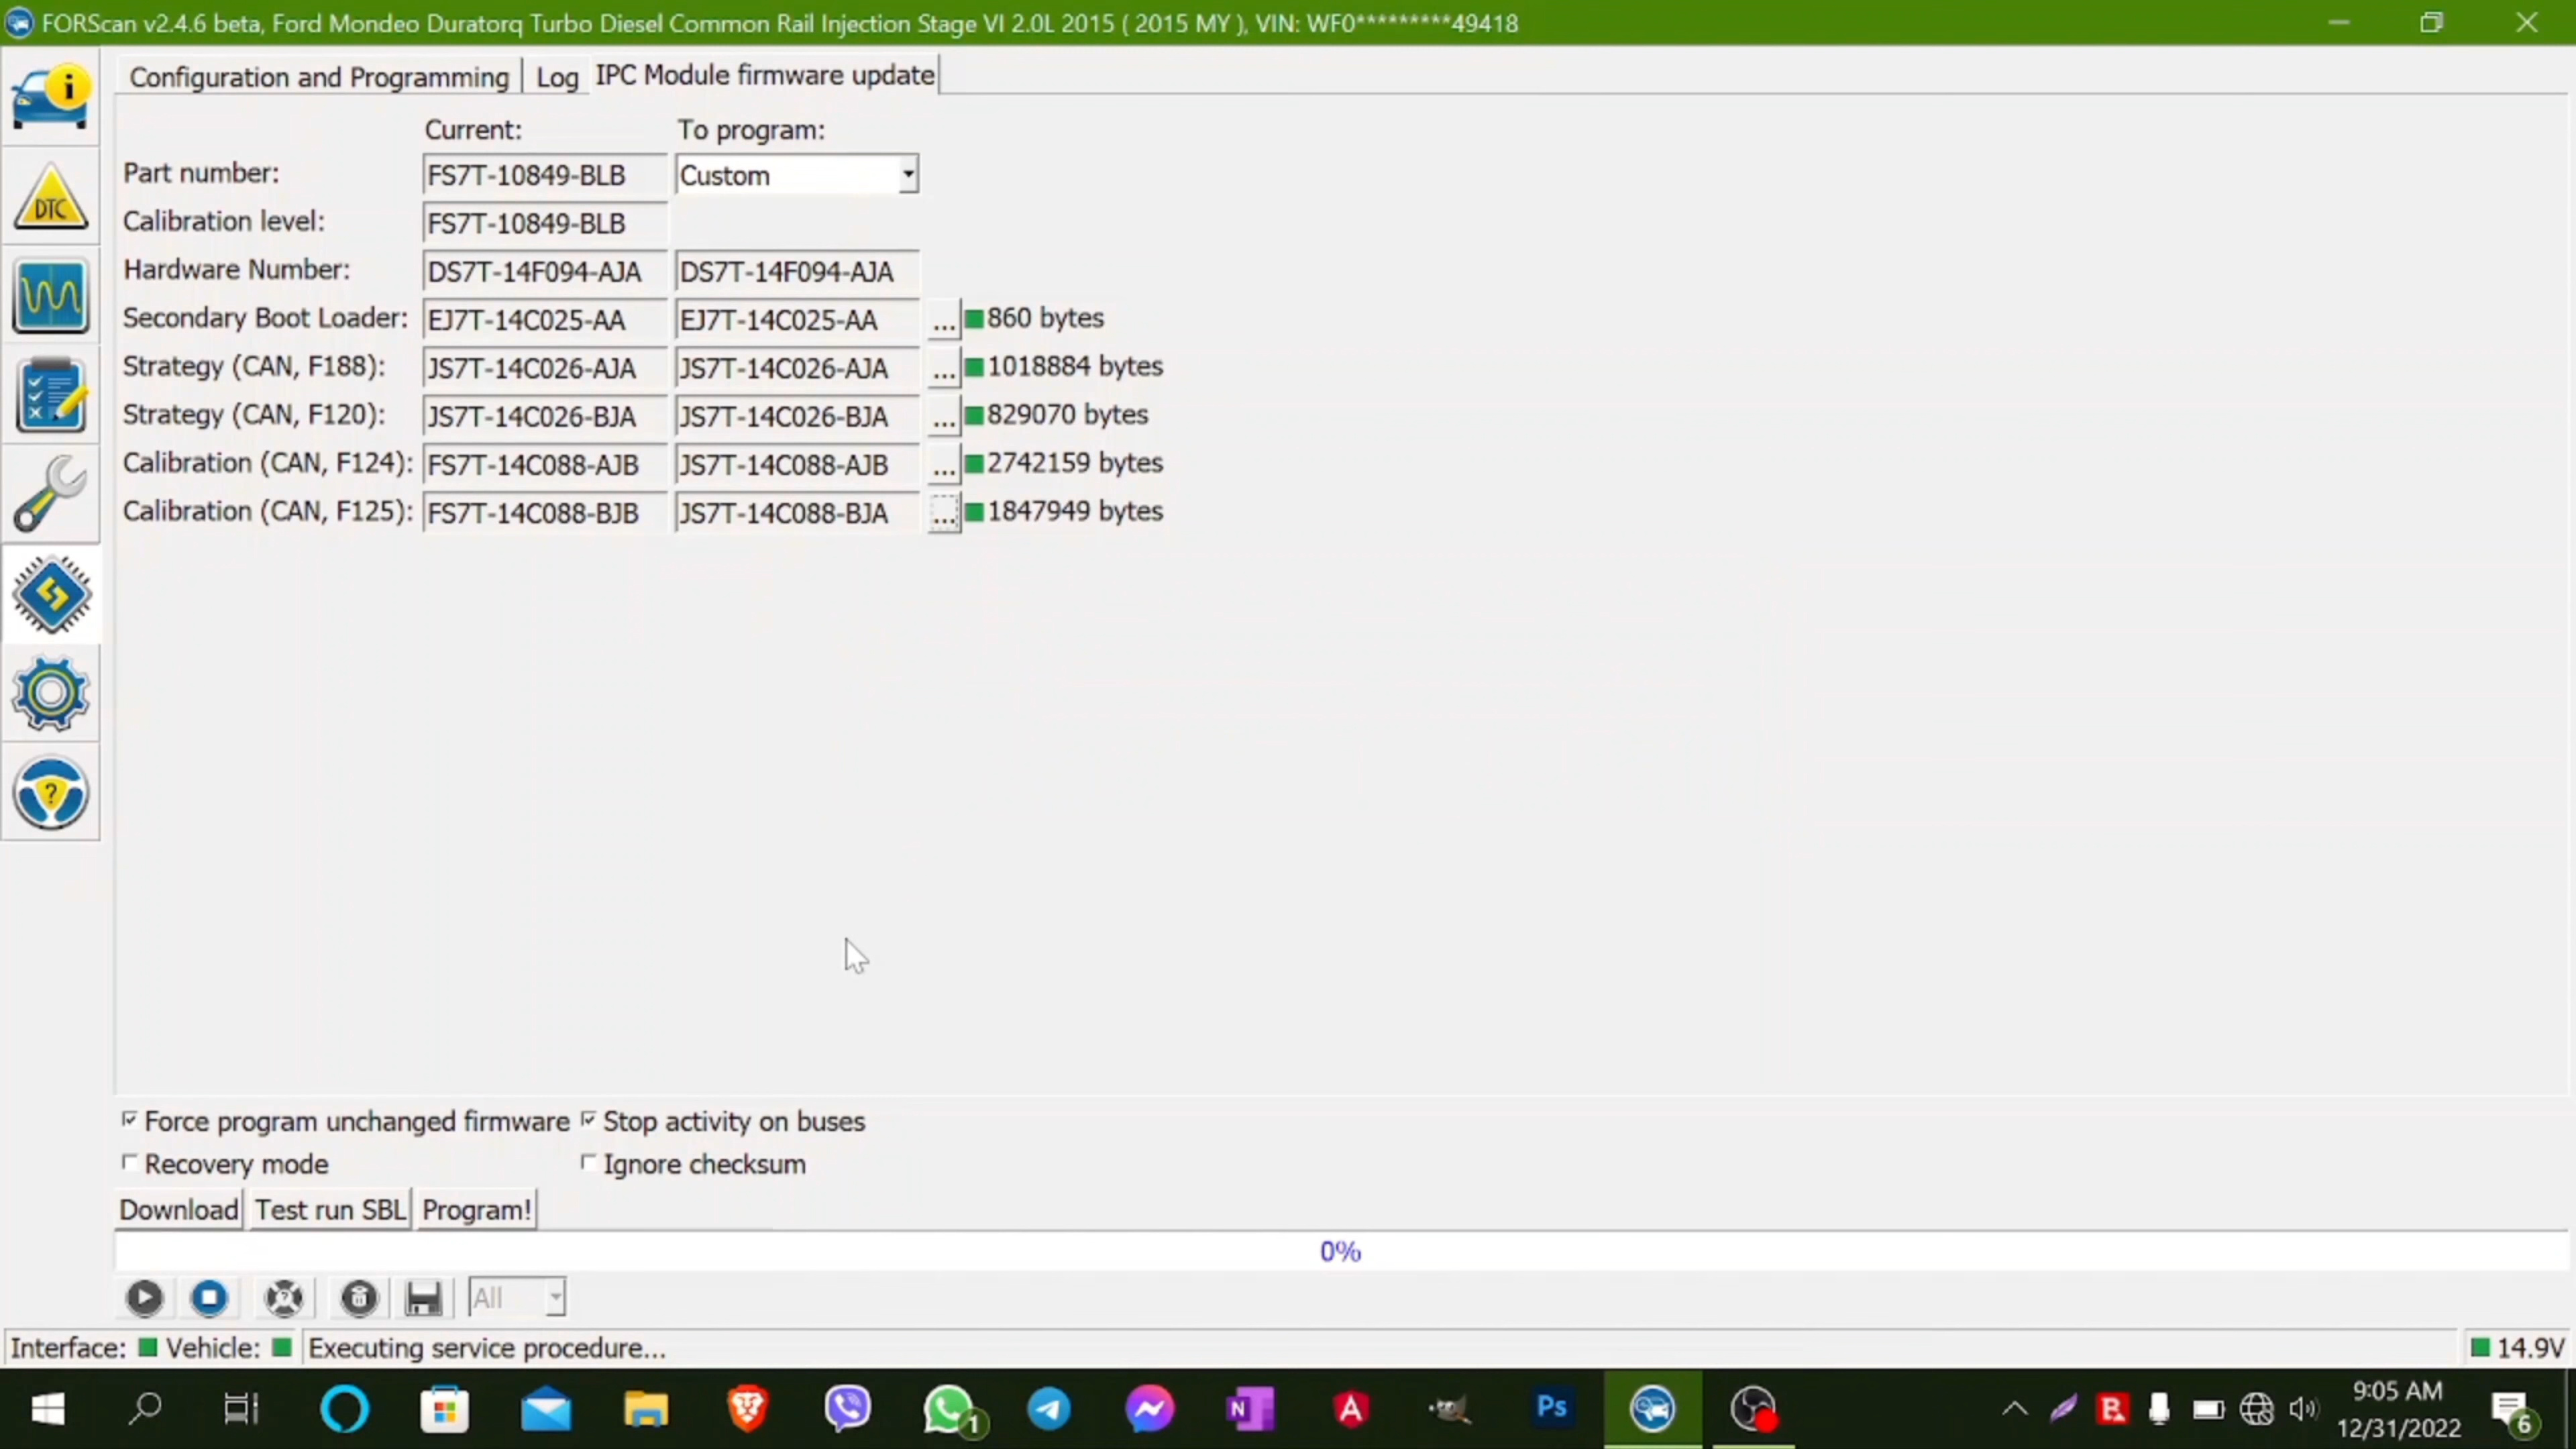 FORScan v2.4.6 beta, Ford Mondeo Duratorq Turbo Diesel Common Rail Injection Stage VI 2.0L 2015 ( 2015 MY ), VIN: WF0*********49418
Configuration and Programming Log IPC Module firmware update
Current: To program:
Part number: FS7T-10849-BLB Custom
Calibration level: FS7T-10849-BLB
Hardware Number: DS7T-14F094-AJA DS7T-14F094-AJA
Secondary Boot Loader: EJ7T-14C025-AA EJ7T-14C025-AA ... 860 bytes
Strategy (CAN, F188): JS7T-14C026-AJA JS7T-14C026-AJA ... 1018884 bytes
Strategy (CAN, F120): JS7T-14C026-BJA JS7T-14C026-BJA ... 829070 bytes
Calibration (CAN, F124): FS7T-14C088-AJB JS7T-14C088-AJB ... 2742159 bytes
Calibration (CAN, F125): FS7T-14C088-BJB JS7T-14C088-BJA ... 1847949 bytes
DTC
Force program unchanged firmware Stop activity on buses
Recovery mode Ignore checksum
Download Test run SBL Program!
0%
All
Interface: Vehicle: Executing service procedure... 14.9V
1 N A Ps 9:05 AM
12/31/2022 6